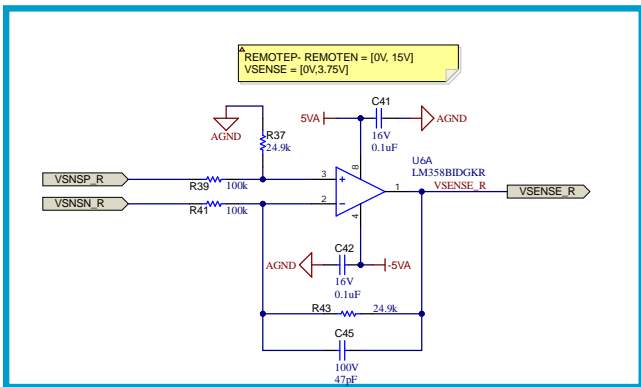 REMOTEP- REMOTEN = [0V, 15V]
VSENSE = [0V,3.75V]
C41
5VA
AGND
16V
0.1uF
AGND
R37
24.9k
U6A
LM358BIDGKR
8
VSNSP_R
R39
100k
3
1
VSENSE_R
VSENSE_R
VSNSN_R
R41
100k
2
4
C42
AGND
-5VA
16V
0.1uF
R43
24.9k
C45
100V
47pF